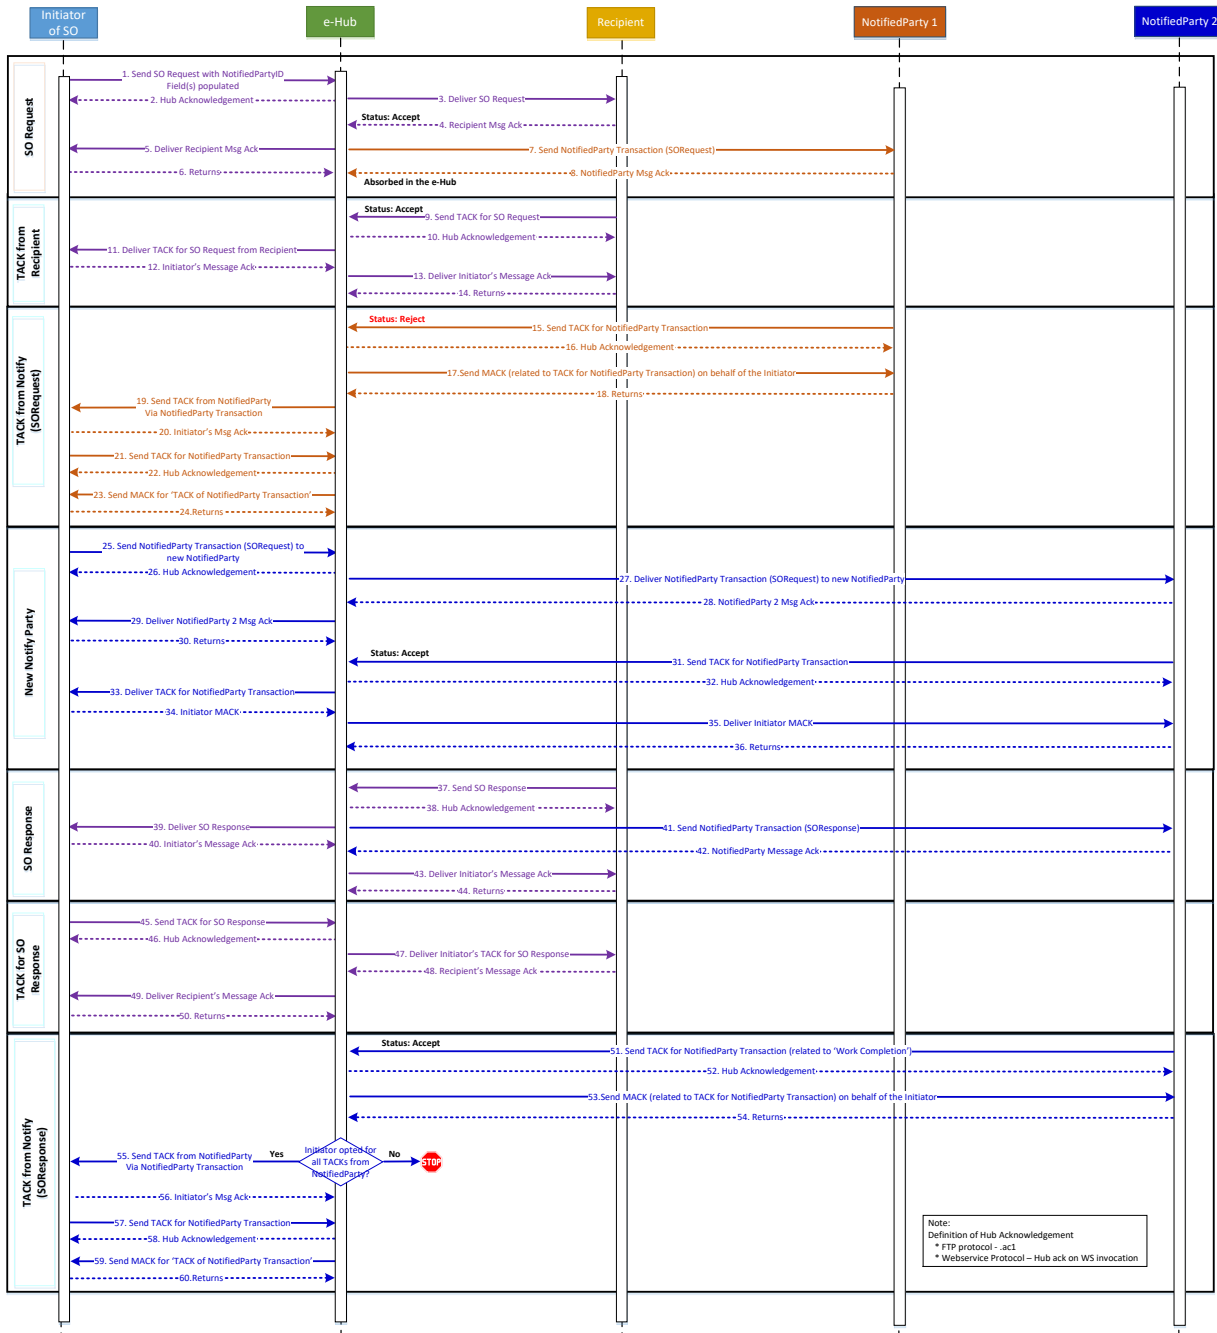 Initiator
of SO
e-Hub
Recipient
NotifiedParty 1
NotifiedParty 2
SO Request
1. Send SO Request with NotifiedPartyID
Field(s) populated
2. Hub Acknowledgement
3. Deliver SO Request
Status: Accept
4. Recipient Msg Ack
5. Deliver Recipient Msg Ack
7. Send NotifiedParty Transaction (SORequest)
6. Returns
8. NotifiedParty Msg Ack
Absorbed in the e-Hub
TACK from
Recipient
Status: Accept
9. Send TACK for SO Request
10. Hub Acknowledgement
11. Deliver TACK for SO Request from Recipient
12. Initiator's Message Ack
13. Deliver Initiator's Message Ack
14. Returns
TACK from Notify
(SORequest)
Status: Reject
15. Send TACK for NotifiedParty Transaction
16. Hub Acknowledgement
17.Send MACK (related to TACK for NotifiedParty Transaction) on behalf of the Initiator
18. Returns
19. Send TACK from NotifiedParty
Via NotifiedParty Transaction
20. Initiator's Msg Ack
21. Send TACK for NotifiedParty Transaction
22. Hub Acknowledgement
23. Send MACK for 'TACK of NotifiedParty Transaction'
24.Returns
New Notify Party
25. Send NotifiedParty Transaction (SORequest) to
new NotifiedParty
26. Hub Acknowledgement
27. Deliver NotifiedParty Transaction (SORequest) to new NotifiedParty
28. NotifiedParty 2 Msg Ack
29. Deliver NotifiedParty 2 Msg Ack
30. Returns
Status: Accept
31. Send TACK for NotifiedParty Transaction
32. Hub Acknowledgement
33. Deliver TACK for NotifiedParty Transaction
34. Initiator MACK
35. Deliver Initiator MACK
36. Returns
SO Response
37. Send SO Response
38. Hub Acknowledgement
39. Deliver SO Response
41. Send NotifiedParty Transaction (SOResponse)
40. Initiator's Message Ack
42. NotifiedParty Message Ack
43. Deliver Initiator's Message Ack
44. Returns
TACK for SO
Response
45. Send TACK for SO Response
46. Hub Acknowledgement
47. Deliver Initiator's TACK for SO Response
48. Recipient's Message Ack
49. Deliver Recipient's Message Ack
50. Returns
TACK from Notify
(SOResponse)
Status: Accept
51. Send TACK for NotifiedParty Transaction (related to 'Work Completion')
52. Hub Acknowledgement
53.Send MACK (related to TACK for NotifiedParty Transaction) on behalf of the Initiator
54. Returns
55. Send TACK from NotifiedParty
Via NotifiedParty Transaction
Yes
Initiator opted for
all TACKs from
NotifiedParty?
No
STOP
56. Initiator's Msg Ack
57. Send TACK for NotifiedParty Transaction
58. Hub Acknowledgement
59. Send MACK for 'TACK of NotifiedParty Transaction'
60.Returns
Note:
Definition of Hub Acknowledgement
* FTP protocol - .ac1
* Webservice Protocol – Hub ack on WS invocation